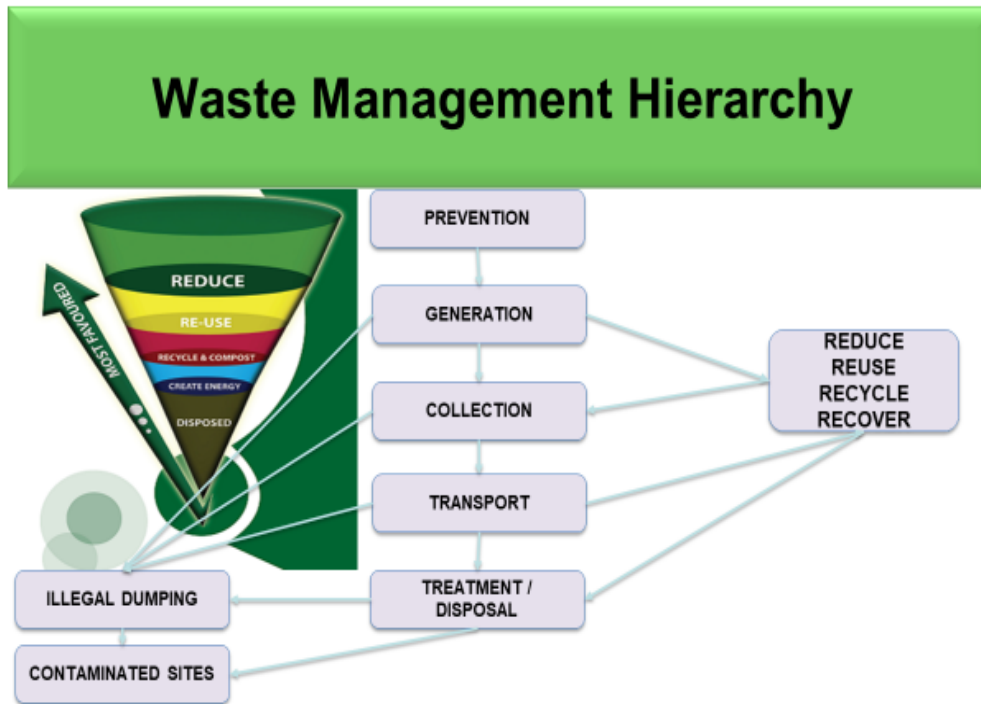 Waste Management Hierarchy
MOST FAVOURED
REDUCE
RE-USE
RECYCLE & COMPOST
CREATE ENERGY
DISPOSED
PREVENTION
GENERATION
COLLECTION
TRANSPORT
TREATMENT /
DISPOSAL
REDUCE
REUSE
RECYCLE
RECOVER
ILLEGAL DUMPING
CONTAMINATED SITES